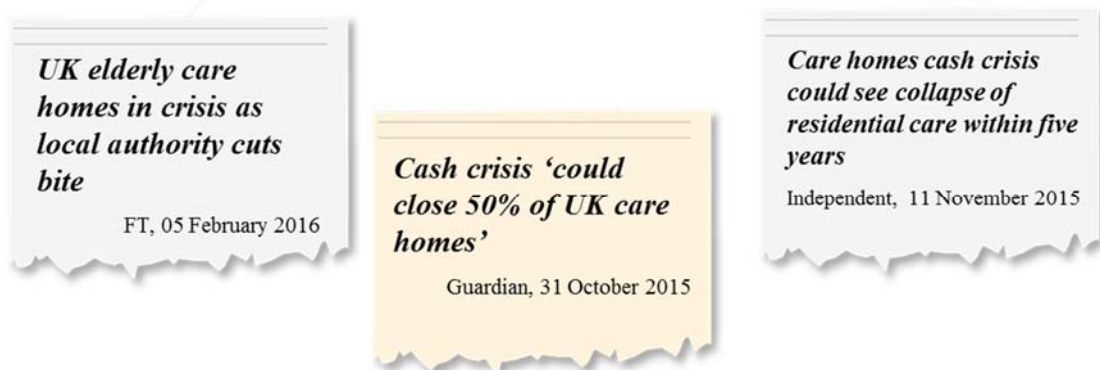 UK elderly care
homes in crisis as
local authority cuts
bite
FT, 05 February 2016
Cash crisis ‘could
close 50% of UK care
homes’
Guardian, 31 October 2015
Care homes cash crisis
could see collapse of
residential care within five
years
Independent, 11 November 2015